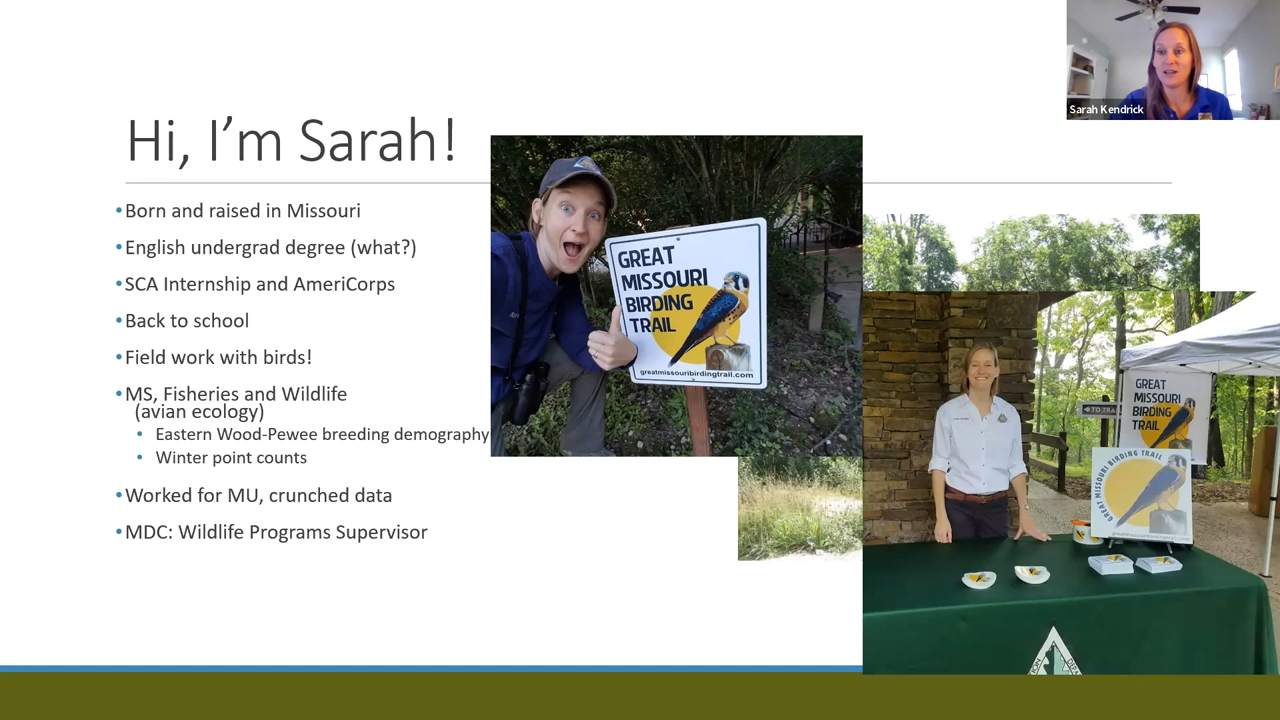 Sarah Kendrick
Hi, I'm Sarah!
•Born and raised in Missouri
•English undergrad degree (what?)
•SCA Internship and AmeriCorps
•Back to school
•Field work with birds!
•MS, Fisheries and Wildlife
(avian ecology)
• Eastern Wood-Pewee breeding demography
• Winter point counts
•Worked for MU, crunched data
•MDC: Wildlife Programs Supervisor
GREAT
MISSOURI
BIRDING
TRAIL
greatmissouribirdingtrail.com
GREAT
MISSOURI
BIRDING
TRAIL
GREAT MISSOURI BIRDING TRAIL